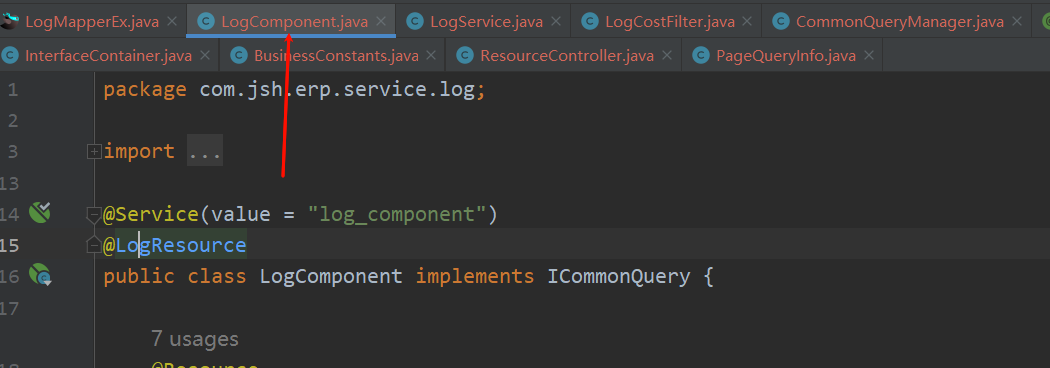 LogMapperEx.java LogComponent.java LogService.java LogCostFilter.java CommonQueryManager.java
InterfaceContainer.java BusinessConstants.java ResourceController.java PageQueryInfo.java
1 package com.jsh.erp.service.log;
2
3 import ...
13
14 @Service(value = "log_component")
15 @LogResource
16 public class LogComponent implements ICommonQuery {
17
7 usages
18 @Resource